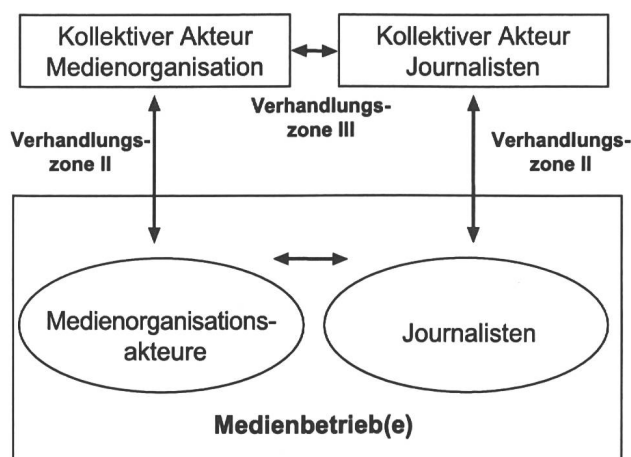 Kollektiver Akteur
Medienorganisation
Kollektiver Akteur
Journalisten
Verhandlungs-
zone III
Verhandlungs-
zone II
Verhandlungs-
zone II
Medienorganisations-
akteure
Journalisten
Medienbetrieb(e)